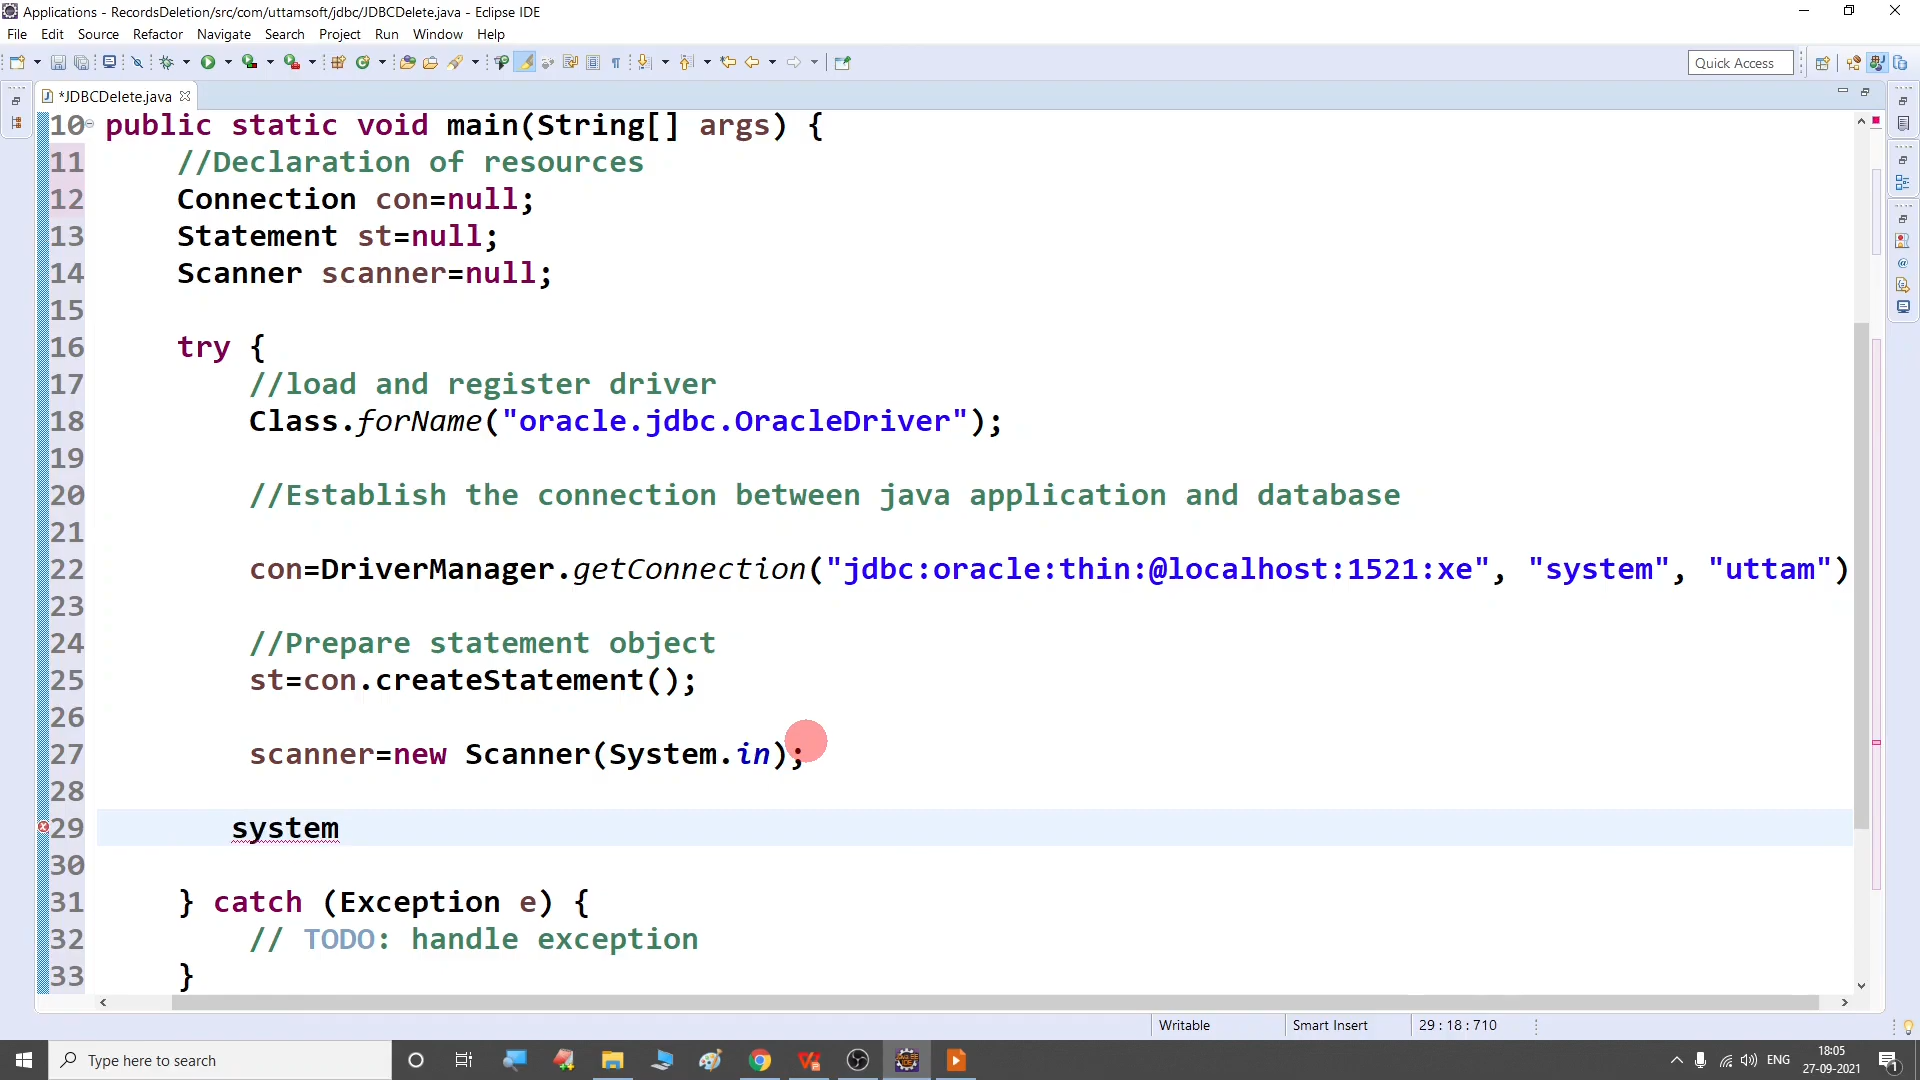 Applications - RecordsDeletion/src/com/uttamsoft/jdbc/JDBCDelete.java - Eclipse IDE
File Edit Source Refactor Navigate Search Project Run Window Help
Quick Access
*JDBCDelete.java
10 public static void main(String[] args) {
11 //Declaration of resources
12 Connection con=null;
13 Statement st=null;
14 Scanner scanner=null;
15
16 try {
17 //load and register driver
18 Class.forName("oracle.jdbc.OracleDriver");
19
20 //Establish the connection between java application and database
21
22 con=DriverManager.getConnection("jdbc:oracle:thin:@localhost:1521:xe", "system", "uttam")
23
24 //Prepare statement object
25 st=con.createStatement();
26
27 scanner=new Scanner(System.in);
28
29 system
30
31 } catch (Exception e) {
32 // TODO: handle exception
33 }
Writable Smart Insert 29 : 18 : 710
Type here to search
ENG
18:05
27-09-2021
1